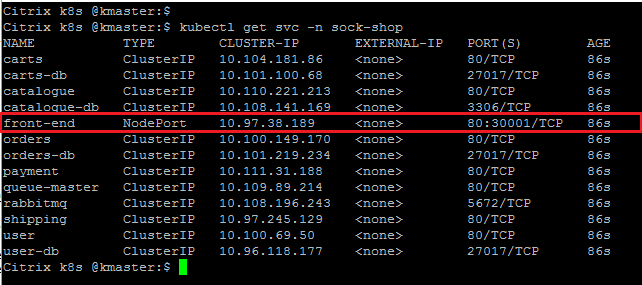 Citrix k8s @kmaster:$
Citrix k8s @kmaster:$ kubectl get svc -n sock-shop
NAME TYPE CLUSTER-IP EXTERNAL-IP PORT(S) AGE
carts ClusterIP 10.104.181.86 <none> 80/TCP 86s
carts-db ClusterIP 10.101.100.68 <none> 27017/TCP 86s
catalogue ClusterIP 10.110.221.213 <none> 80/TCP 86s
catalogue-db ClusterIP 10.108.141.169 <none> 3306/TCP 86s
front-end NodePort 10.97.38.189 <none> 80:30001/TCP 86s
orders ClusterIP 10.100.149.170 <none> 80/TCP 86s
orders-db ClusterIP 10.101.219.234 <none> 27017/TCP 86s
payment ClusterIP 10.111.31.188 <none> 80/TCP 86s
queue-master ClusterIP 10.109.89.214 <none> 80/TCP 86s
rabbitmq ClusterIP 10.108.196.243 <none> 5672/TCP 86s
shipping ClusterIP 10.97.245.129 <none> 80/TCP 86s
user ClusterIP 10.100.69.50 <none> 80/TCP 86s
user-db ClusterIP 10.96.118.177 <none> 27017/TCP 86s
Citrix k8s @kmaster:$